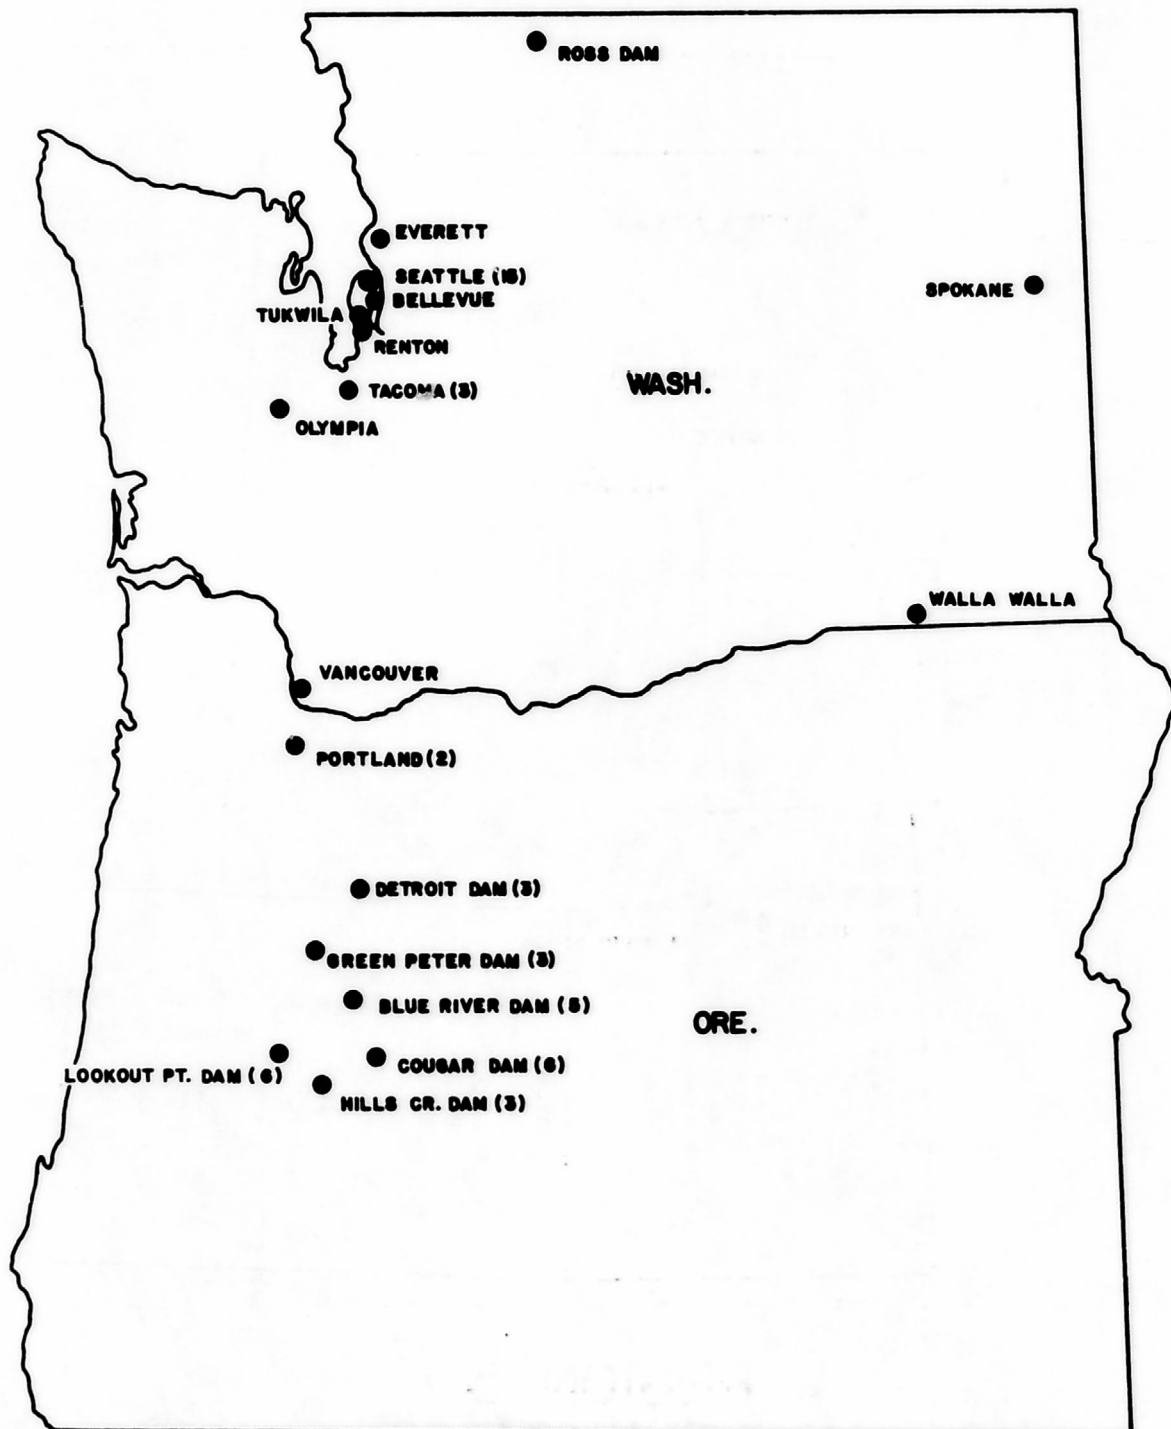 ROSS DAM
EVERETT
SEATTLE (15)
BELLEVUE
SPOKANE
TUKWILA
RENTON
WASH.
TACOMA (3)
OLYMPIA
WALLA WALLA
VANCOUVER
PORTLAND (2)
DETROIT DAM (3)
GREEN PETER DAM (3)
BLUE RIVER DAM (5)
ORE.
COUGAR DAM (6)
LOOKOUT PT. DAM (6)
HILLS CR. DAM (3)